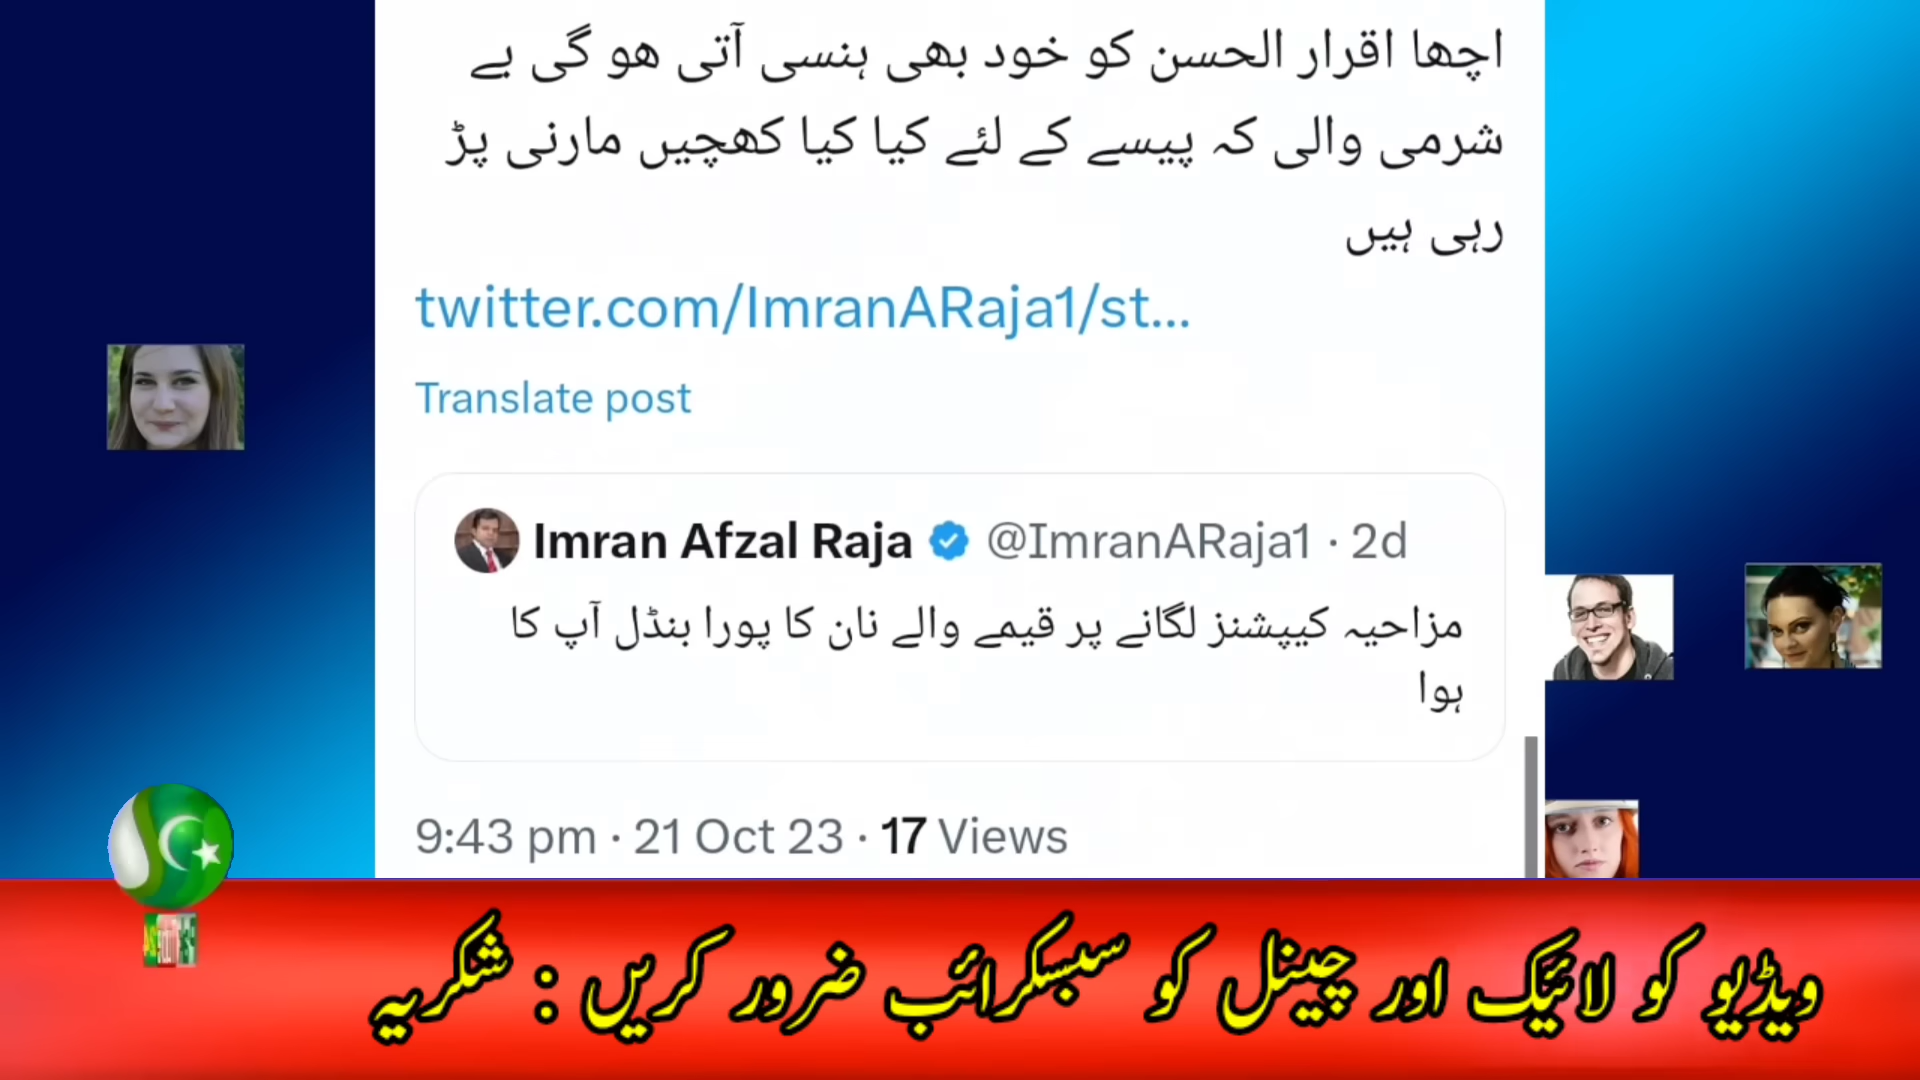 اچھا اقرار الحسن کو خود بھی ہنسی آتی ھو گی بے
شرمی والی کہ پیسے کے لئے کیا کیا کھچیں مارنی پڑ
رہی ہیں
twitter.com/ImranARaja1/st...
Translate post
Imran Afzal Raja @ImranARaja1 · 2d
مزاحیہ کیپشنز لگانے پر قیمے والے نان کا پورا بنڈل آپ کا
ہوا
9:43 pm · 21 Oct 23 · 17 Views
ویڈیو کو لائیک اور چینل کو سبسکرائب ضرور کریں : شکریہ